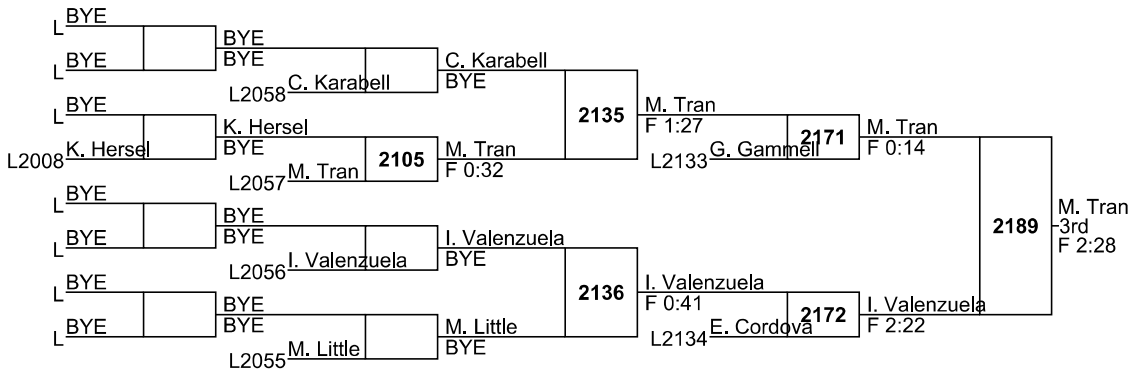 L BYE
L BYE
BYE
BYE
L2058 C. Karabell
C. Karabell
BYE
L BYE
L2008 K. Hersel
K. Hersel
BYE
L2057 M. Tran
2105
M. Tran
F 0:32
2135
M. Tran
F 1:27
L2133 G. Gammell
2171
M. Tran
F 0:14
L BYE
L BYE
BYE
BYE
L2056 I. Valenzuela
I. Valenzuela
BYE
L BYE
L BYE
BYE
BYE
L2055 M. Little
M. Little
BYE
2136
I. Valenzuela
F 0:41
L2134 E. Cordova
2172
I. Valenzuela
F 2:22
2189
M. Tran
3rd
F 2:28